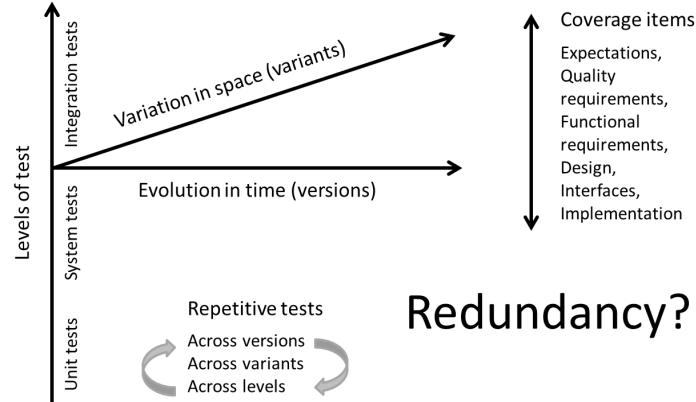 Levels of test
Integration tests
System tests
Unit tests
Variation in space (variants)
Evolution in time (versions)
Coverage items
Expectations,
Quality
requirements,
Functional
requirements,
Design,
Interfaces,
Implementation
Repetitive tests
Across versions
Across variants
Across levels
Redundancy?